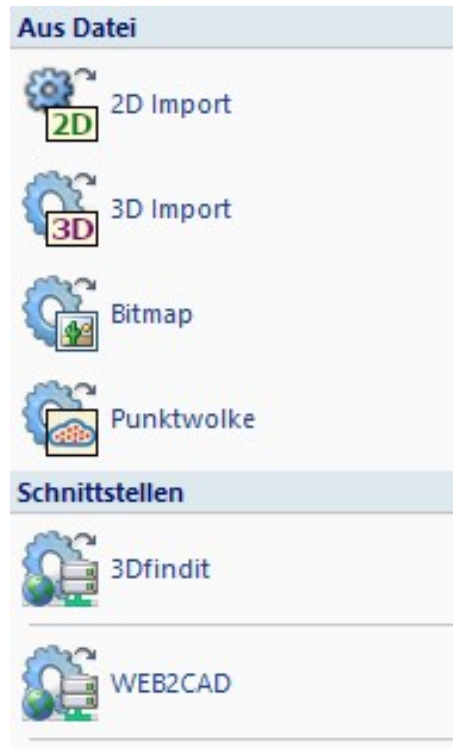 Aus Datei
2D
2D Import
3D
3D Import
Bitmap
Punktwolke
Schnittstellen
3Dfindit
WEB2CAD